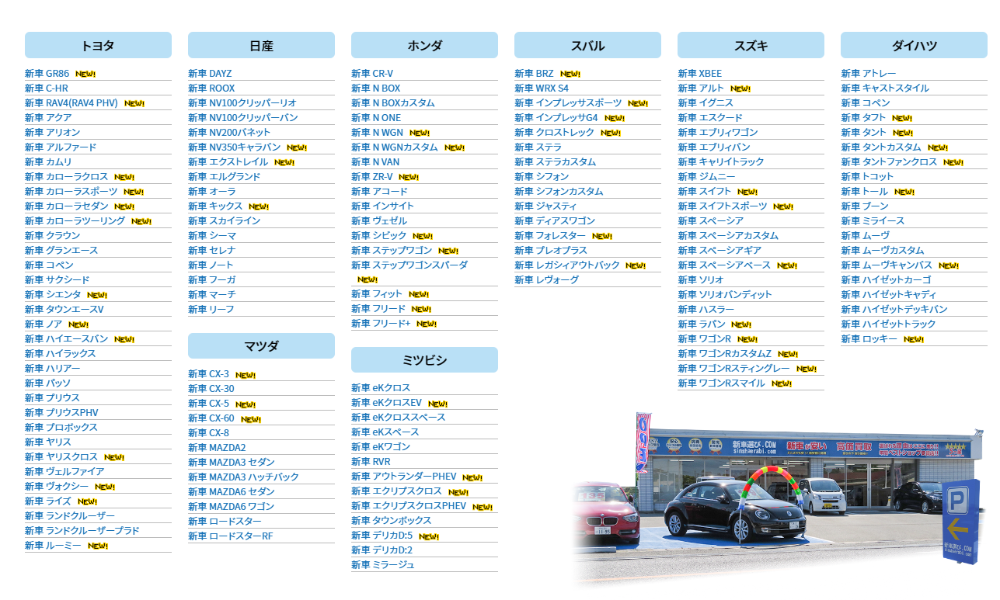 トヨタ
新車 GR86 NEW!
新車 C-HR
新車 RAV4(RAV4 PHV) NEW!
新車 アクア
新車 アリオン
新車 アルファード
新車 カムリ
新車 カローラクロス NEW!
新車 カローラスポーツ NEW!
新車 カローラセダン NEW!
新車 カローラツーリング NEW!
新車 クラウン
新車 グランエース
新車 コペン
新車 サクシード
新車 シエンタ NEW!
新車 タウンエースV
新車 ノア NEW!
新車 ハイエースバン NEW!
新車 ハイラックス
新車 ハリアー
新車 パッソ
新車 プリウス
新車 プリウスPHV
新車 プロボックス
新車 ヤリス
新車 ヤリスクロス NEW!
新車 ヴェルファイア
新車 ヴォクシー NEW!
新車 ライズ NEW!
新車 ランドクルーザー
新車 ランドクルーザープラド
新車 ルーミー NEW!
日産
新車 DAYZ
新車 ROOX
新車 NV100クリッパーリオ
新車 NV100クリッパーバン
新車 NV200バネット
新車 NV350キャラバン NEW!
新車 エクストレイル NEW!
新車 エルグランド
新車 オーラ
新車 キックス NEW!
新車 スカイライン
新車 シーマ
新車 セレナ
新車 ノート
新車 フーガ
新車 マーチ
新車 リーフ
マツダ
新車 CX-3 NEW!
新車 CX-30
新車 CX-5 NEW!
新車 CX-60 NEW!
新車 CX-8
新車 MAZDA2
新車 MAZDA3 セダン
新車 MAZDA3 ハッチバック
新車 MAZDA6 セダン
新車 MAZDA6 ワゴン
新車 ロードスター
新車 ロードスターRF
ホンダ
新車 CR-V
新車 N BOX
新車 N BOXカスタム
新車 N ONE
新車 N WGN NEW!
新車 N WGNカスタム NEW!
新車 N VAN
新車 ZR-V NEW!
新車 アコード
新車 インサイト
新車 ヴェゼル
新車 シビック NEW!
新車 ステップワゴン NEW!
新車 ステップワゴンスパーダ
NEW!
新車 フィット NEW!
新車 フリード NEW!
新車 フリード+ NEW!
ミツビシ
新車 eKクロス
新車 eKクロスEV NEW!
新車 eKクロススペース
新車 eKスペース
新車 eKワゴン
新車 RVR
新車 アウトランダーPHEV NEW!
新車 エクリプスクロス NEW!
新車 エクリプスクロスPHEV NEW!
新車 タウンボックス
新車 デリカD:5 NEW!
新車 デリカD:2
新車 ミラージュ
スバル
新車 BRZ NEW!
新車 WRX S4
新車 インプレッサスポーツ NEW!
新車 インプレッサG4 NEW!
新車 クロストレック NEW!
新車 ステラ
新車 ステラカスタム
新車 シフォン
新車 シフォンカスタム
新車 ジャスティ
新車 ディアスワゴン
新車 フォレスター NEW!
新車 プレオプラス
新車 レガシィアウトバック NEW!
新車 レヴォーグ
スズキ
新車 XBEE
新車 アルト NEW!
新車 イグニス
新車 エスクード
新車 エブリィワゴン
新車 エブリィバン
新車 キャリイトラック
新車 ジムニー
新車 スイフト NEW!
新車 スイフトスポーツ NEW!
新車 スペーシア
新車 スペーシアカスタム
新車 スペーシアギア
新車 スペーシアベース NEW!
新車 ソリオ
新車 ソリオバンディット
新車 ハスラー
新車 ラパン NEW!
新車 ワゴンR NEW!
新車 ワゴンRカスタムZ NEW!
新車 ワゴンRスティングレー NEW!
新車 ワゴンRスマイル NEW!
ダイハツ
新車 アトレー
新車 キャストスタイル
新車 コペン
新車 タフト NEW!
新車 タント NEW!
新車 タントカスタム NEW!
新車 タントファンクロス NEW!
新車 トコット
新車 トール NEW!
新車 ブーン
新車 ミライース
新車 ムーヴ
新車 ムーヴカスタム
新車 ムーヴキャンバス NEW!
新車 ハイゼットカーゴ
新車 ハイゼットキャディ
新車 ハイゼットデッキバン
新車 ハイゼットトラック
新車 ロッキー NEW!
新車選び.COM
sinshaerabi.com
新車が安い
高価買取
P
新車選び.COM
sinshaerabi.com